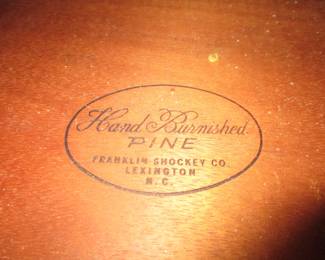 Hand Burnished
PINE
FRANKLIN SHOCKEY CO.
LEXINGTON
N.C.